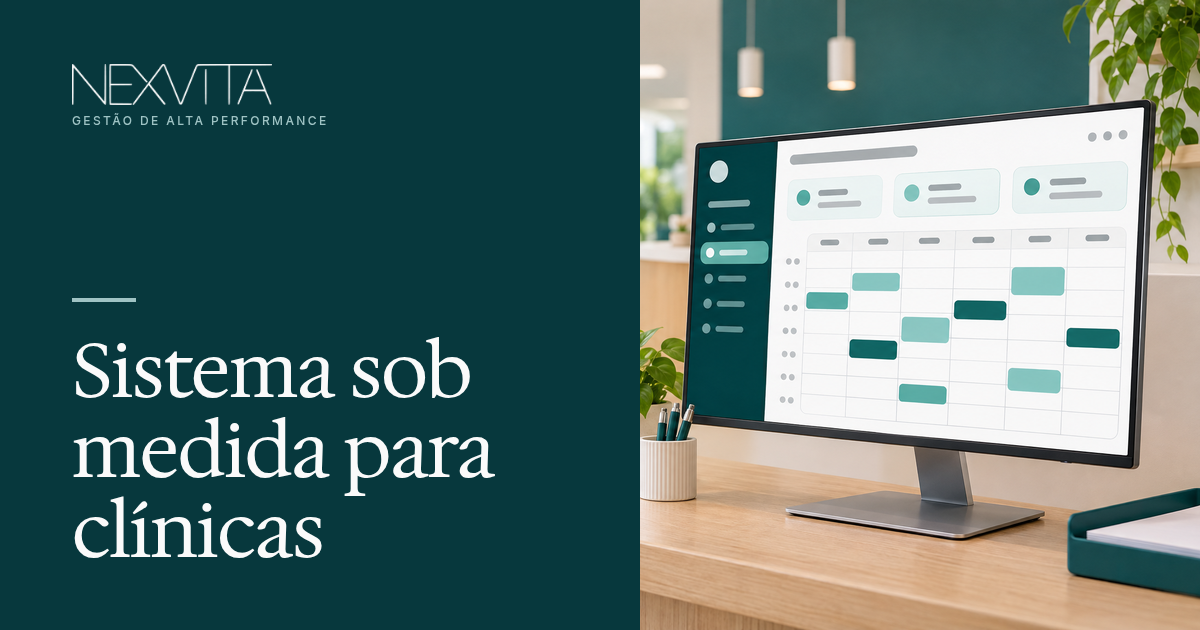 NEXVITA
GESTÃO DE ALTA PERFORMANCE
Sistema sob
medida para
clínicas